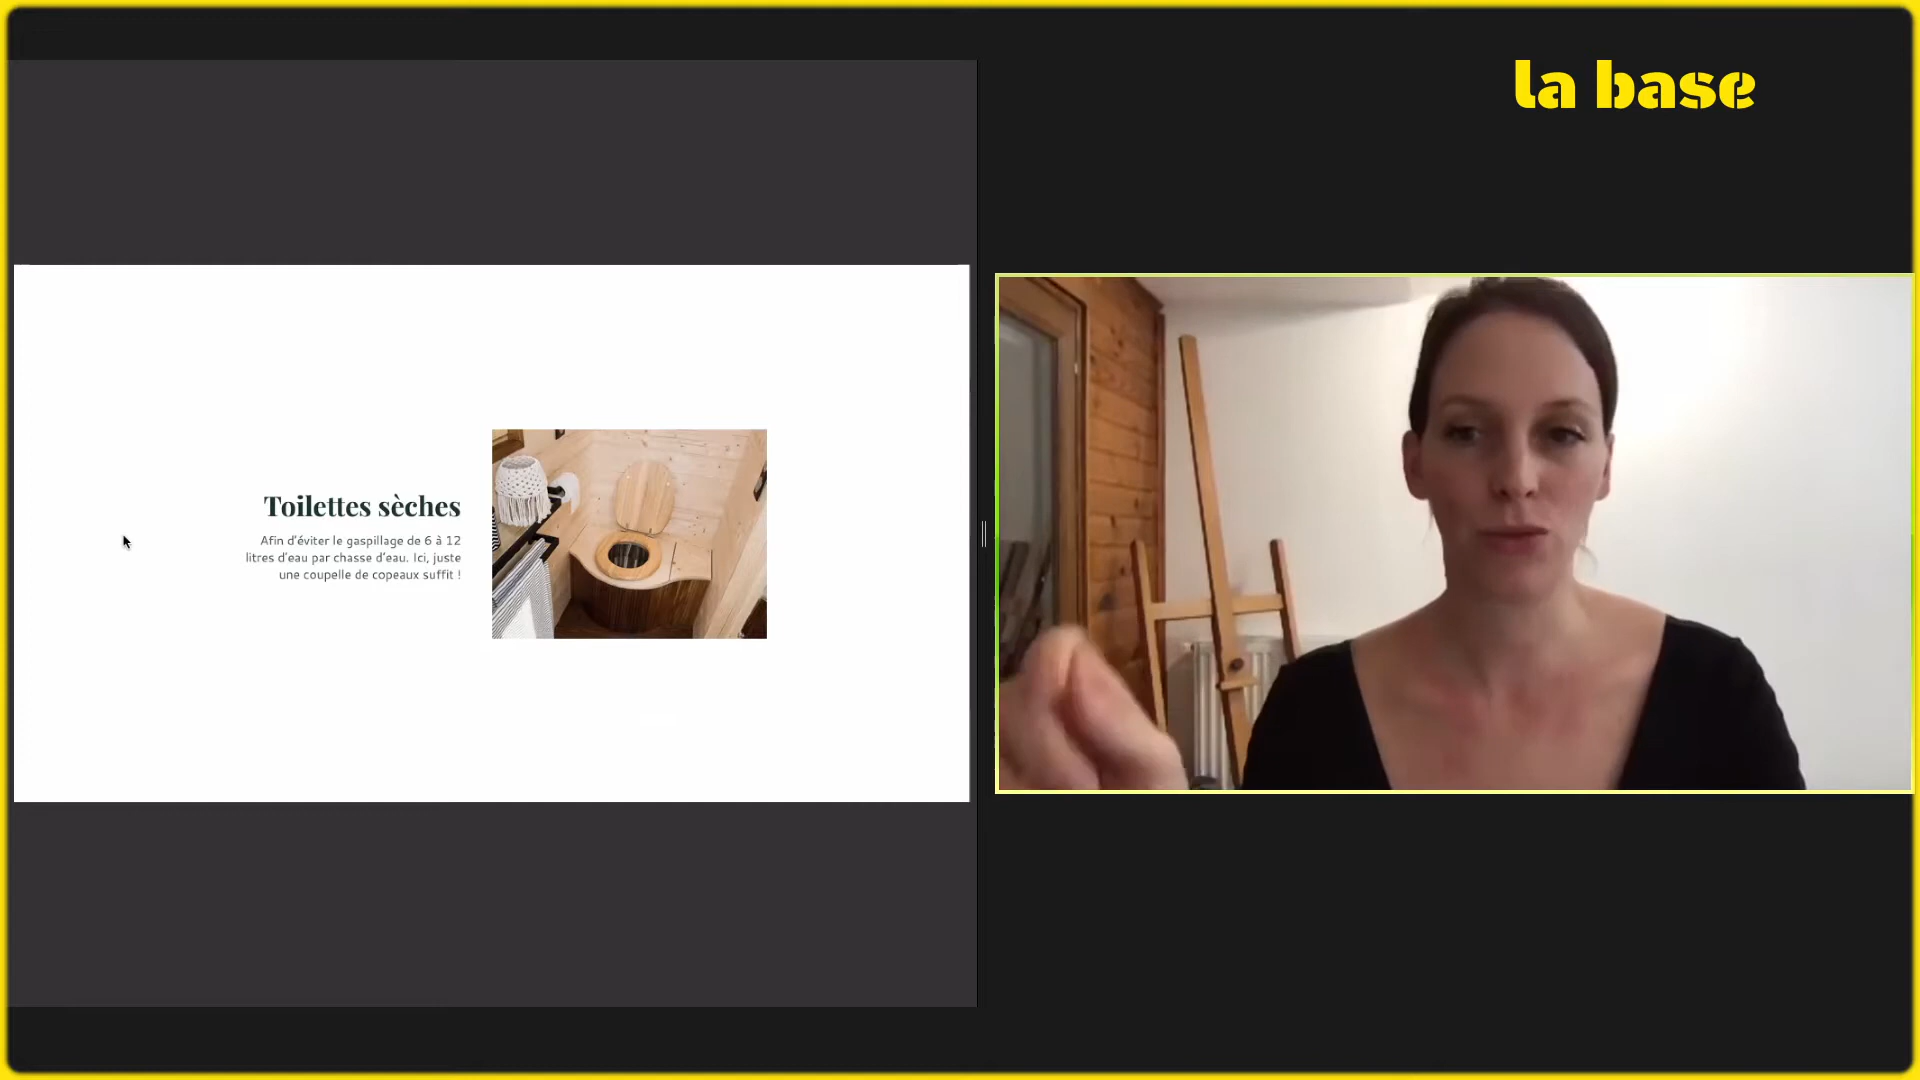 la base
Toilettes sèches
Afin d'éviter le gaspillage de 6 à 12
litres d'eau par chasse d'eau. Ici, juste
une coupelle de copeaux suffit !